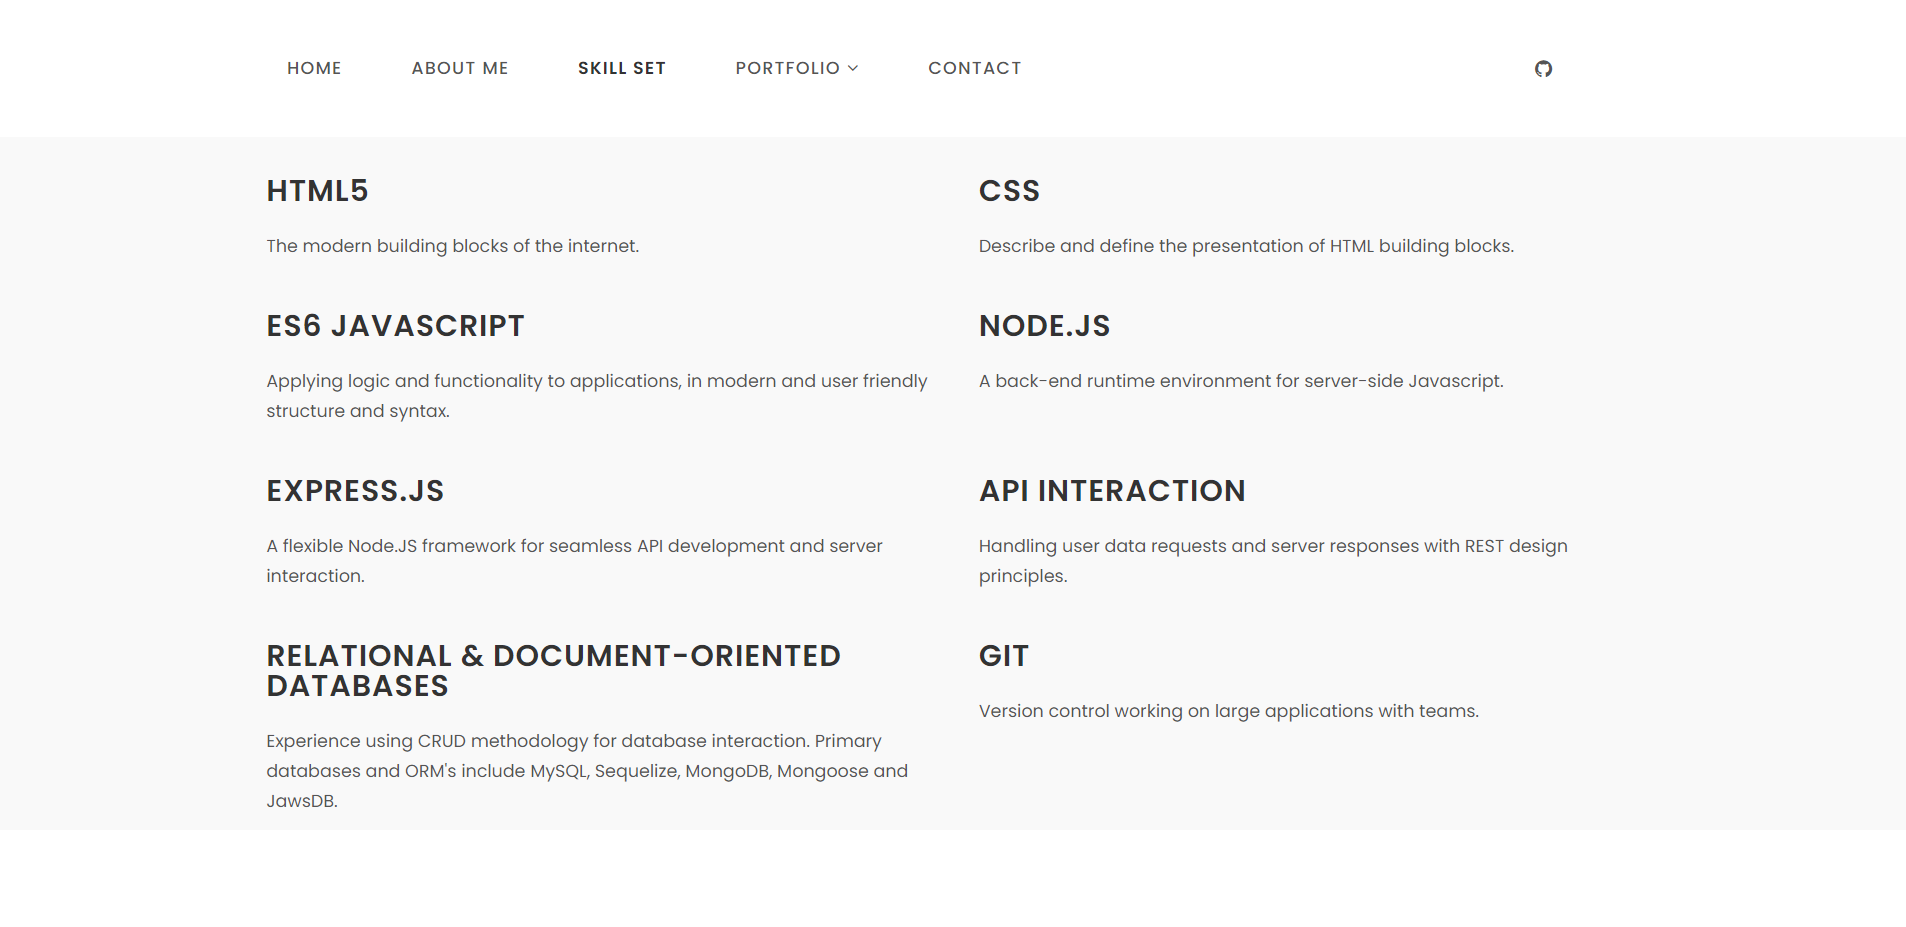 HOME ABOUT ME SKILL SET PORTFOLIO CONTACT
HTML5
The modern building blocks of the internet.
CSS
Describe and define the presentation of HTML building blocks.
ES6 JAVASCRIPT
Applying logic and functionality to applications, in modern and user friendly
structure and syntax.
NODE.JS
A back-end runtime environment for server-side Javascript.
EXPRESS.JS
A flexible Node.JS framework for seamless API development and server
interaction.
API INTERACTION
Handling user data requests and server responses with REST design
principles.
RELATIONAL & DOCUMENT-ORIENTED
DATABASES
Experience using CRUD methodology for database interaction. Primary
databases and ORM's include MySQL, Sequelize, MongoDB, Mongoose and
JawsDB.
GIT
Version control working on large applications with teams.